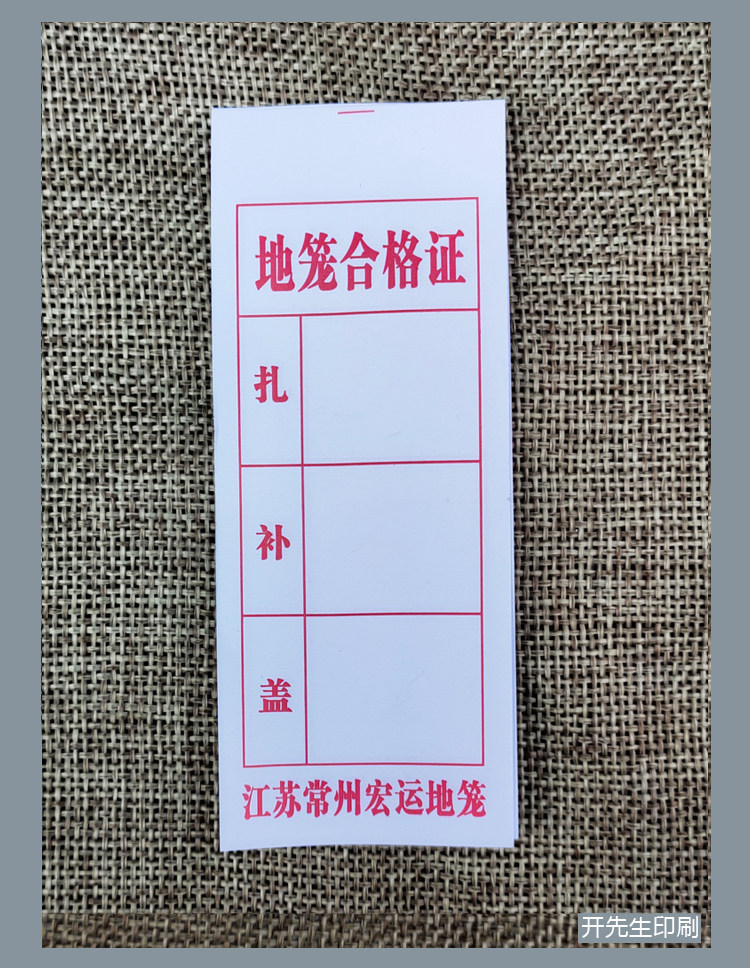 地笼合格证
扎
补
盖
江苏常州宏运地笼
开先生印刷